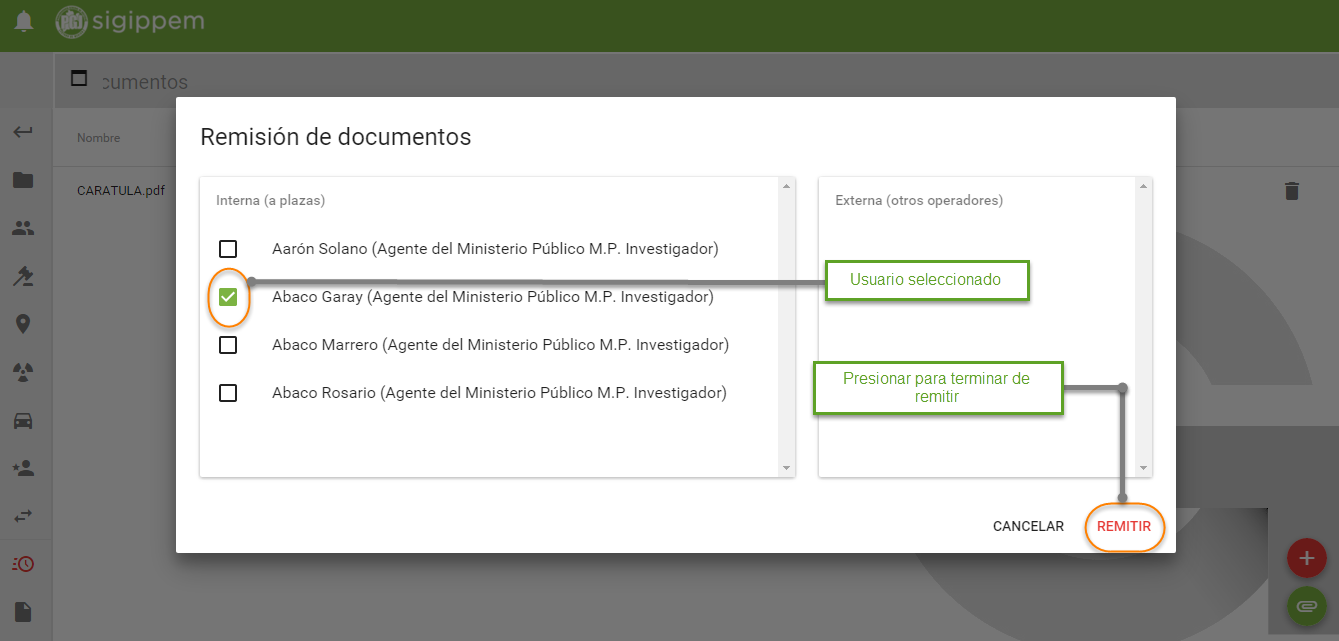 sigippem
cumentos
Nombre
CARATULA.pdf
Remisión de documentos
Interna (a plazas)
Aarón Solano (Agente del Ministerio Público M.P. Investigador)
Abaco Garay (Agente del Ministerio Público M.P. Investigador)
Abaco Marrero (Agente del Ministerio Público M.P. Investigador)
Abaco Rosario (Agente del Ministerio Público M.P. Investigador)
Externa (otros operadores)
Usuario seleccionado
Presionar para terminar de
remitir
CANCELAR
REMITIR